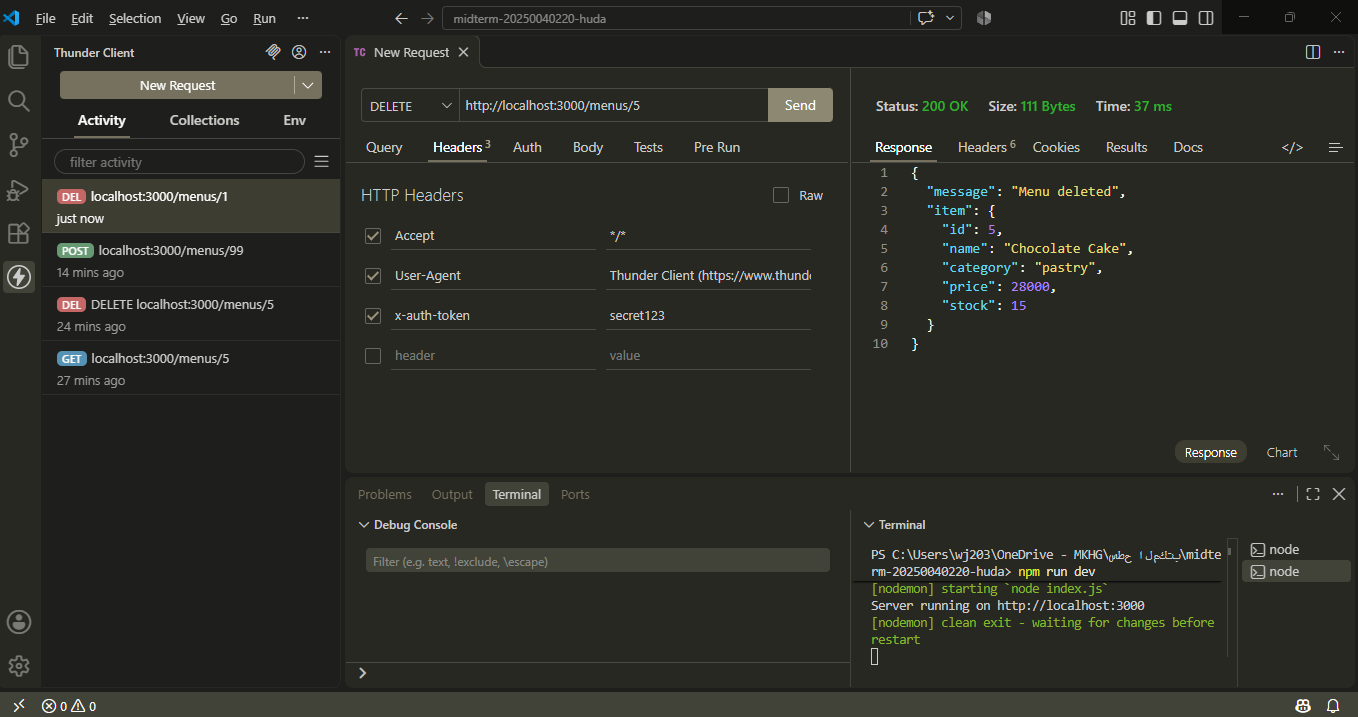 File Edit Selection View Go Run ··· midterm-20250040220-huda
Thunder Client
New Request
Activity Collections Env
filter activity
DEL localhost:3000/menus/1
just now
POST localhost:3000/menus/99
14 mins ago
DEL DELETE localhost:3000/menus/5
24 mins ago
GET localhost:3000/menus/5
27 mins ago
TC New Request
DELETE http://localhost:3000/menus/5 Send
Query Headers 3 Auth Body Tests Pre Run
HTTP Headers Raw
Accept */*
User-Agent Thunder Client (https://www.thunde
x-auth-token secret123
header value
Status: 200 OK Size: 111 Bytes Time: 37 ms
Response Headers 6 Cookies Results Docs </>
1 {
2 "message": "Menu deleted",
3 "item": {
4 "id": 5,
5 "name": "Chocolate Cake",
6 "category": "pastry",
7 "price": 28000,
8 "stock": 15
9 }
10 }
Response Chart
Problems Output Terminal Ports
Debug Console
Filter (e.g. text, !exclude, \escape)
Terminal
PS C:\Users\wj203\OneDrive - MKHG\سطح المكتب\midte
rm-20250040220-huda> npm run dev
[nodemon] starting `node index.js`
Server running on http://localhost:3000
[nodemon] clean exit - waiting for changes before
restart
node
node
0 0